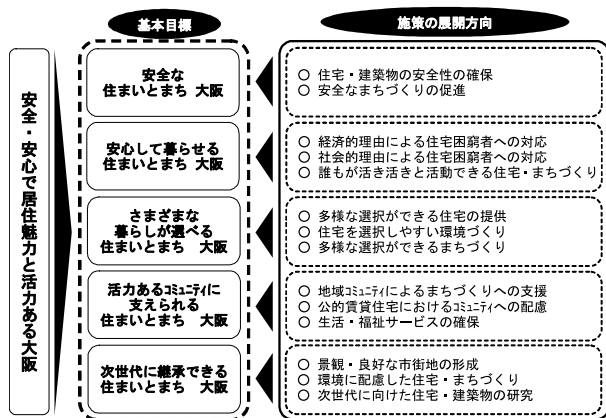 基本目標
施策の展開方向
安全・安心で居住魅力と活力ある大阪
安全な
住まいとまち 大阪
○ 住宅・建築物の安全性の確保
○ 安全なまちづくりの促進
安心して暮らせる
住まいとまち 大阪
○ 経済的理由による住宅困窮者への対応
○ 社会的理由による住宅困窮者への対応
○ 誰もが活き活きと活動できる住宅・まちづくり
さまざまな
暮らしが選べる
住まいとまち 大阪
○ 多様な選択ができる住宅の提供
○ 住宅を選択しやすい環境づくり
○ 多様な選択ができるまちづくり
活力あるｺﾐｭﾆﾃｨに
支えられる
住まいとまち 大阪
○ 地域ｺﾐｭﾆﾃｨによるまちづくりへの支援
○ 公的賃貸住宅におけるｺﾐｭﾆﾃｨへの配慮
○ 生活・福祉サービスの確保
次世代に継承できる
住まいとまち 大阪
○ 景観・良好な市街地の形成
○ 環境に配慮した住宅・まちづくり
○ 次世代に向けた住宅・建築物の研究